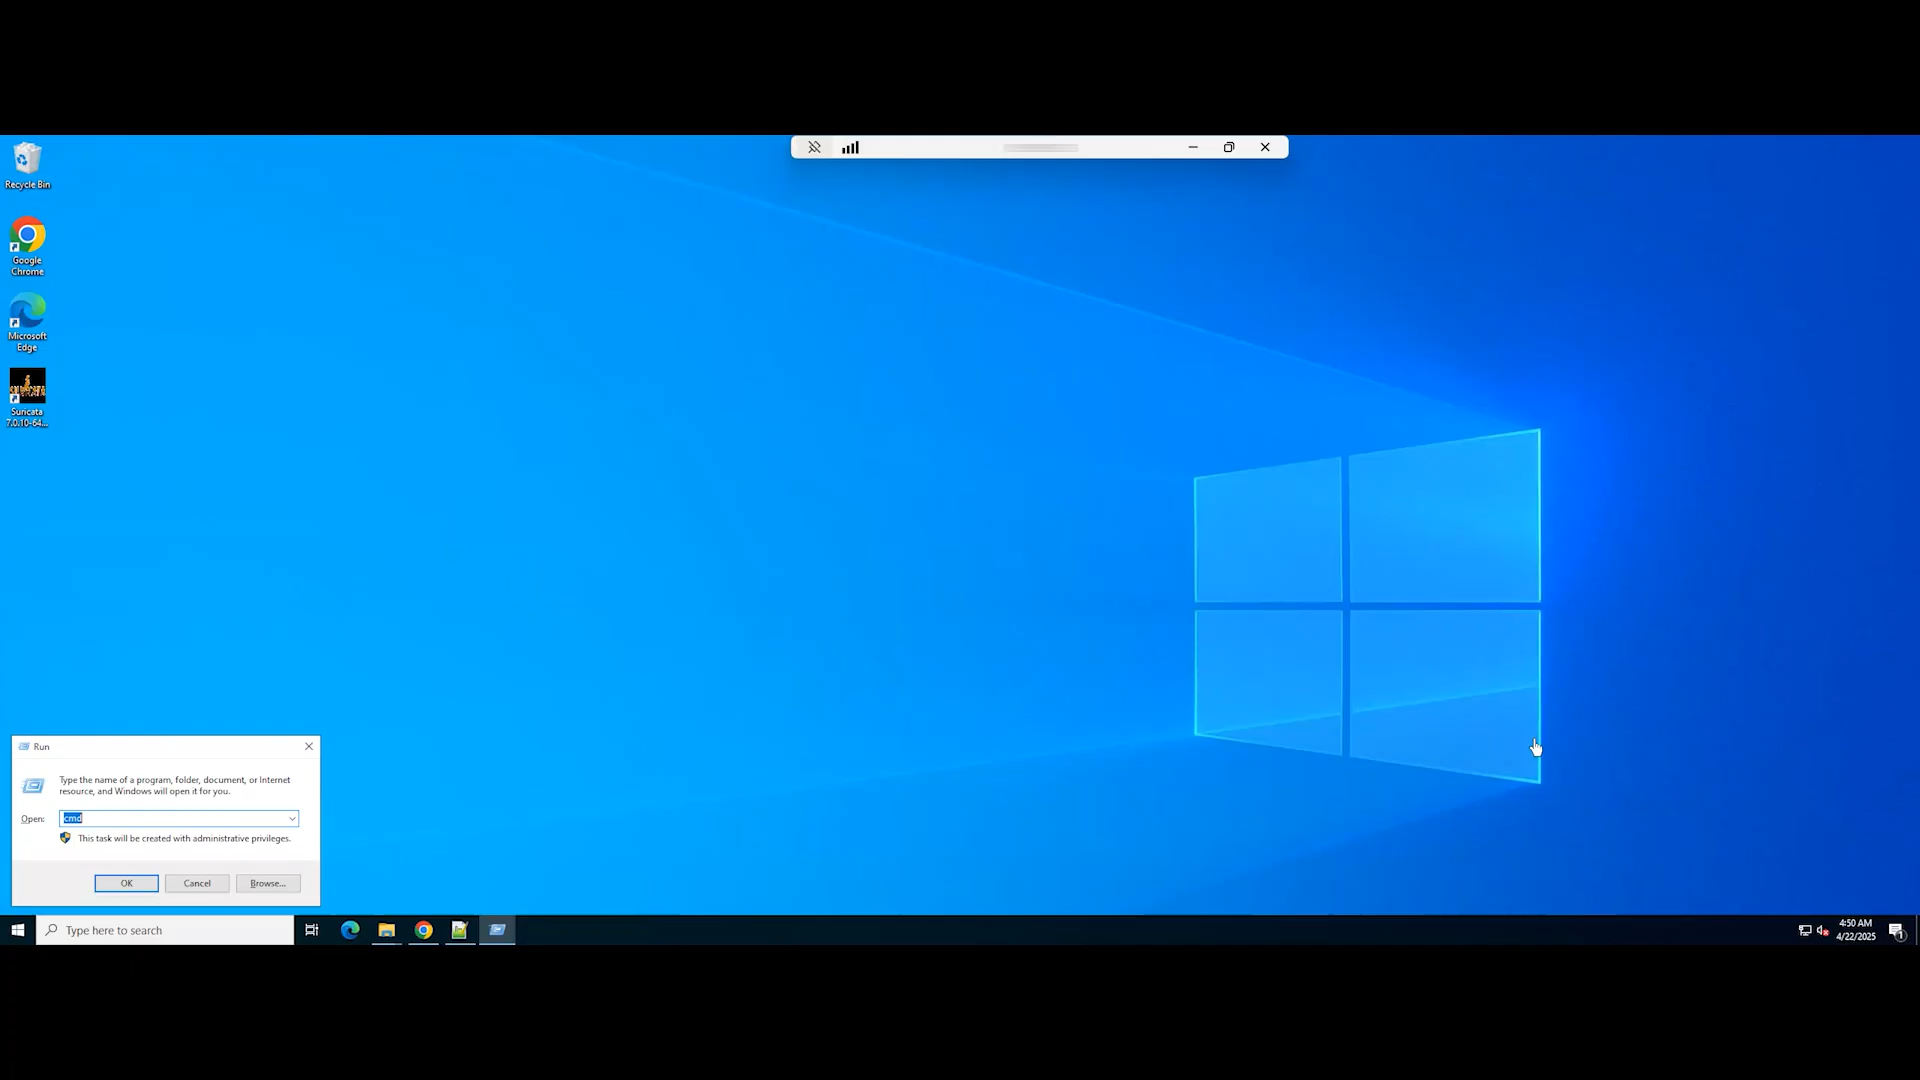 Recycle Bin
Google
Chrome
Microsoft
Edge
Suricata
7.0.10-64...
Run
Type the name of a program, folder, document, or Internet
resource, and Windows will open it for you.
Open:
cmd
This task will be created with administrative privileges.
OK
Cancel
Browse...
Type here to search
4:50 AM
4/22/2025
1